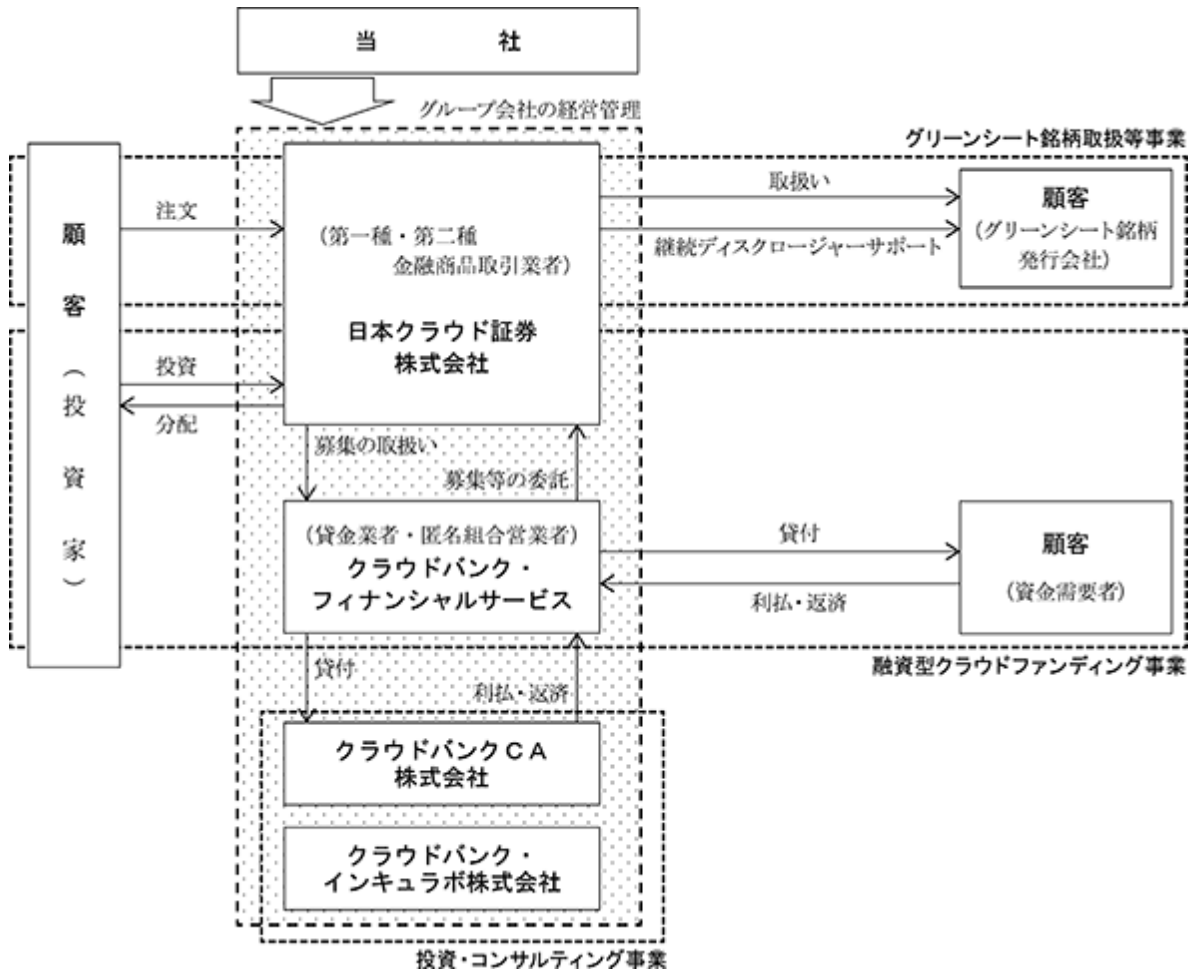 当社
グループ会社の経営管理
グリーンシート銘柄取扱等事業
顧客（投資家）
注文
（第一種・第二種
金融商品取引業者）
日本クラウド証券
株式会社
取扱い
継続ディスクロージャーサポート
顧客
（グリーンシート銘柄
発行会社）
投資
分配
募集の取扱い
募集等の委託
（貸金業者・匿名組合営業者）
クラウドバンク・
フィナンシャルサービス
貸付
利払・返済
顧客
（資金需要者）
融資型クラウドファンディング事業
貸付
利払・返済
クラウドバンクＣＡ
株式会社
クラウドバンク・
インキュラボ株式会社
投資・コンサルティング事業